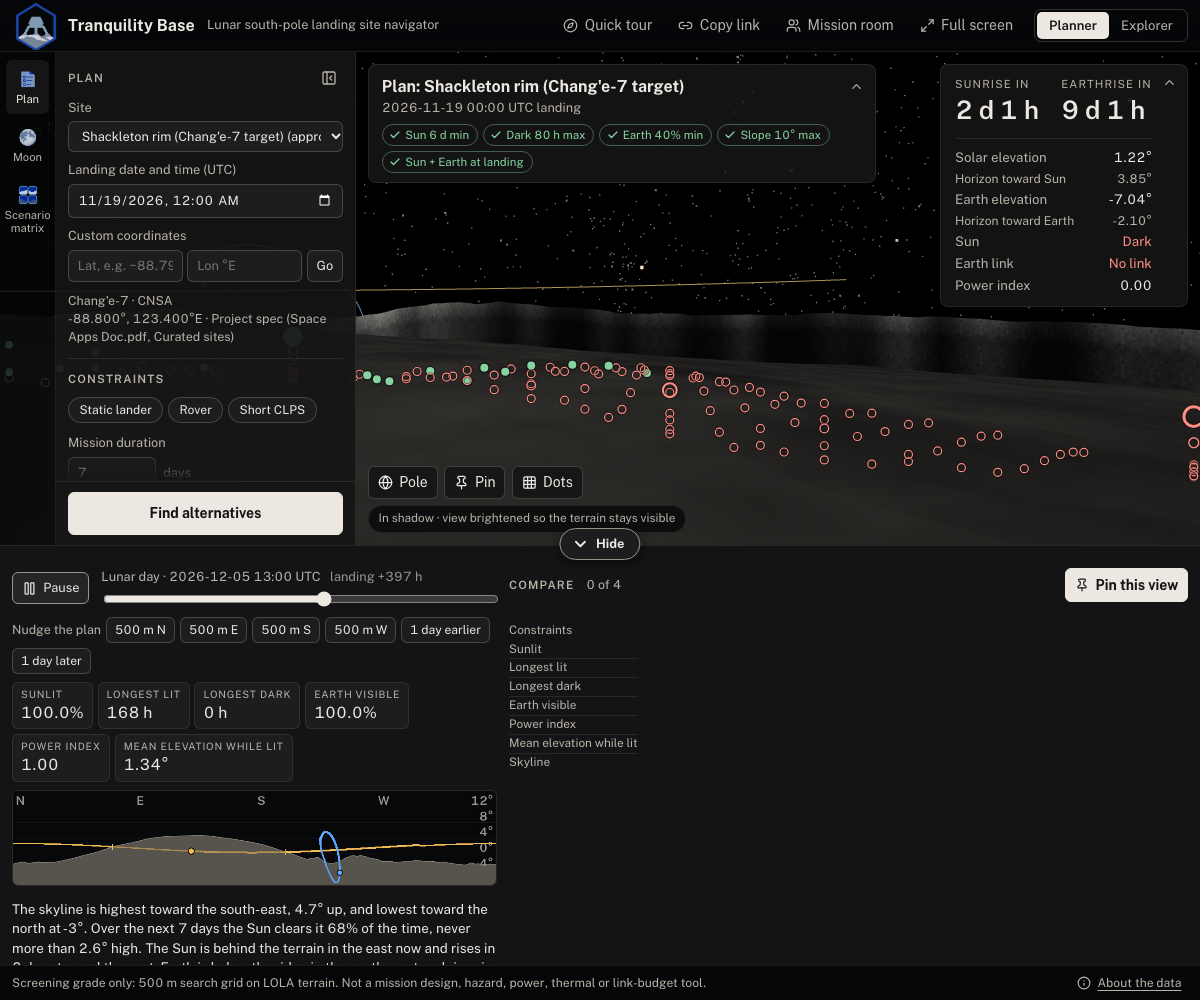 Tranquility Base
Lunar south-pole landing site navigator
Quick tour
Copy link
Mission room
Full screen
Planner
Explorer
Plan
Moon
Scenario
matrix
PLAN
Site
Shackleton rim (Chang'e-7 target) (appro
Landing date and time (UTC)
11/19/2026, 12:00 AM
Custom coordinates
Lat, e.g. −88.79
Lon °E
Go
Chang'e-7 · CNSA
-88.800°, 123.400°E · Project spec (Space
Apps Doc.pdf, Curated sites)
CONSTRAINTS
Static lander
Rover
Short CLPS
Mission duration
7 days
Find alternatives
Plan: Shackleton rim (Chang'e-7 target)
2026-11-19 00:00 UTC landing
Sun 6 d min
Dark 80 h max
Earth 40% min
Slope 10° max
Sun + Earth at landing
SUNRISE IN
EARTHRISE IN
2 d 1 h
9 d 1 h
Solar elevation 1.22°
Horizon toward Sun 3.85°
Earth elevation -7.04°
Horizon toward Earth -2.10°
Sun Dark
Earth link No link
Power index 0.00
Pole
Pin
Dots
In shadow · view brightened so the terrain stays visible
Hide
Pause
Lunar day · 2026-12-05 13:00 UTC landing +397 h
Nudge the plan
500 m N
500 m E
500 m S
500 m W
1 day earlier
1 day later
SUNLIT
100.0%
LONGEST LIT
168 h
LONGEST DARK
0 h
EARTH VISIBLE
100.0%
POWER INDEX
1.00
MEAN ELEVATION WHILE LIT
1.34°
N E S W 12°
8°
4°
0°
The skyline is highest toward the south-east, 4.7° up, and lowest toward the
north at -3°. Over the next 7 days the Sun clears it 68% of the time, never
more than 2.6° high. The Sun is behind the terrain in the east now and rises in
COMPARE 0 of 4
Pin this view
Constraints
Sunlit
Longest lit
Longest dark
Earth visible
Power index
Mean elevation while lit
Skyline
Screening grade only: 500 m search grid on LOLA terrain. Not a mission design, hazard, power, thermal or link-budget tool.
About the data